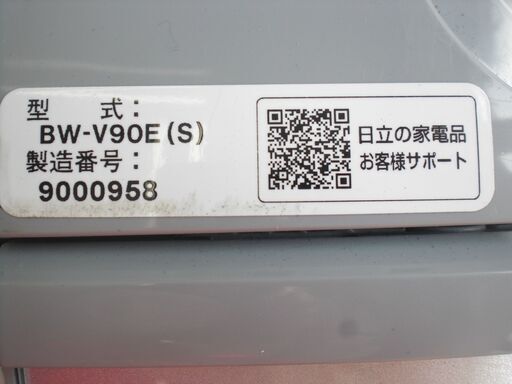 型　式：
BW-V90E(S)
製造番号：
9000958
日立の家電品
お客様サポート